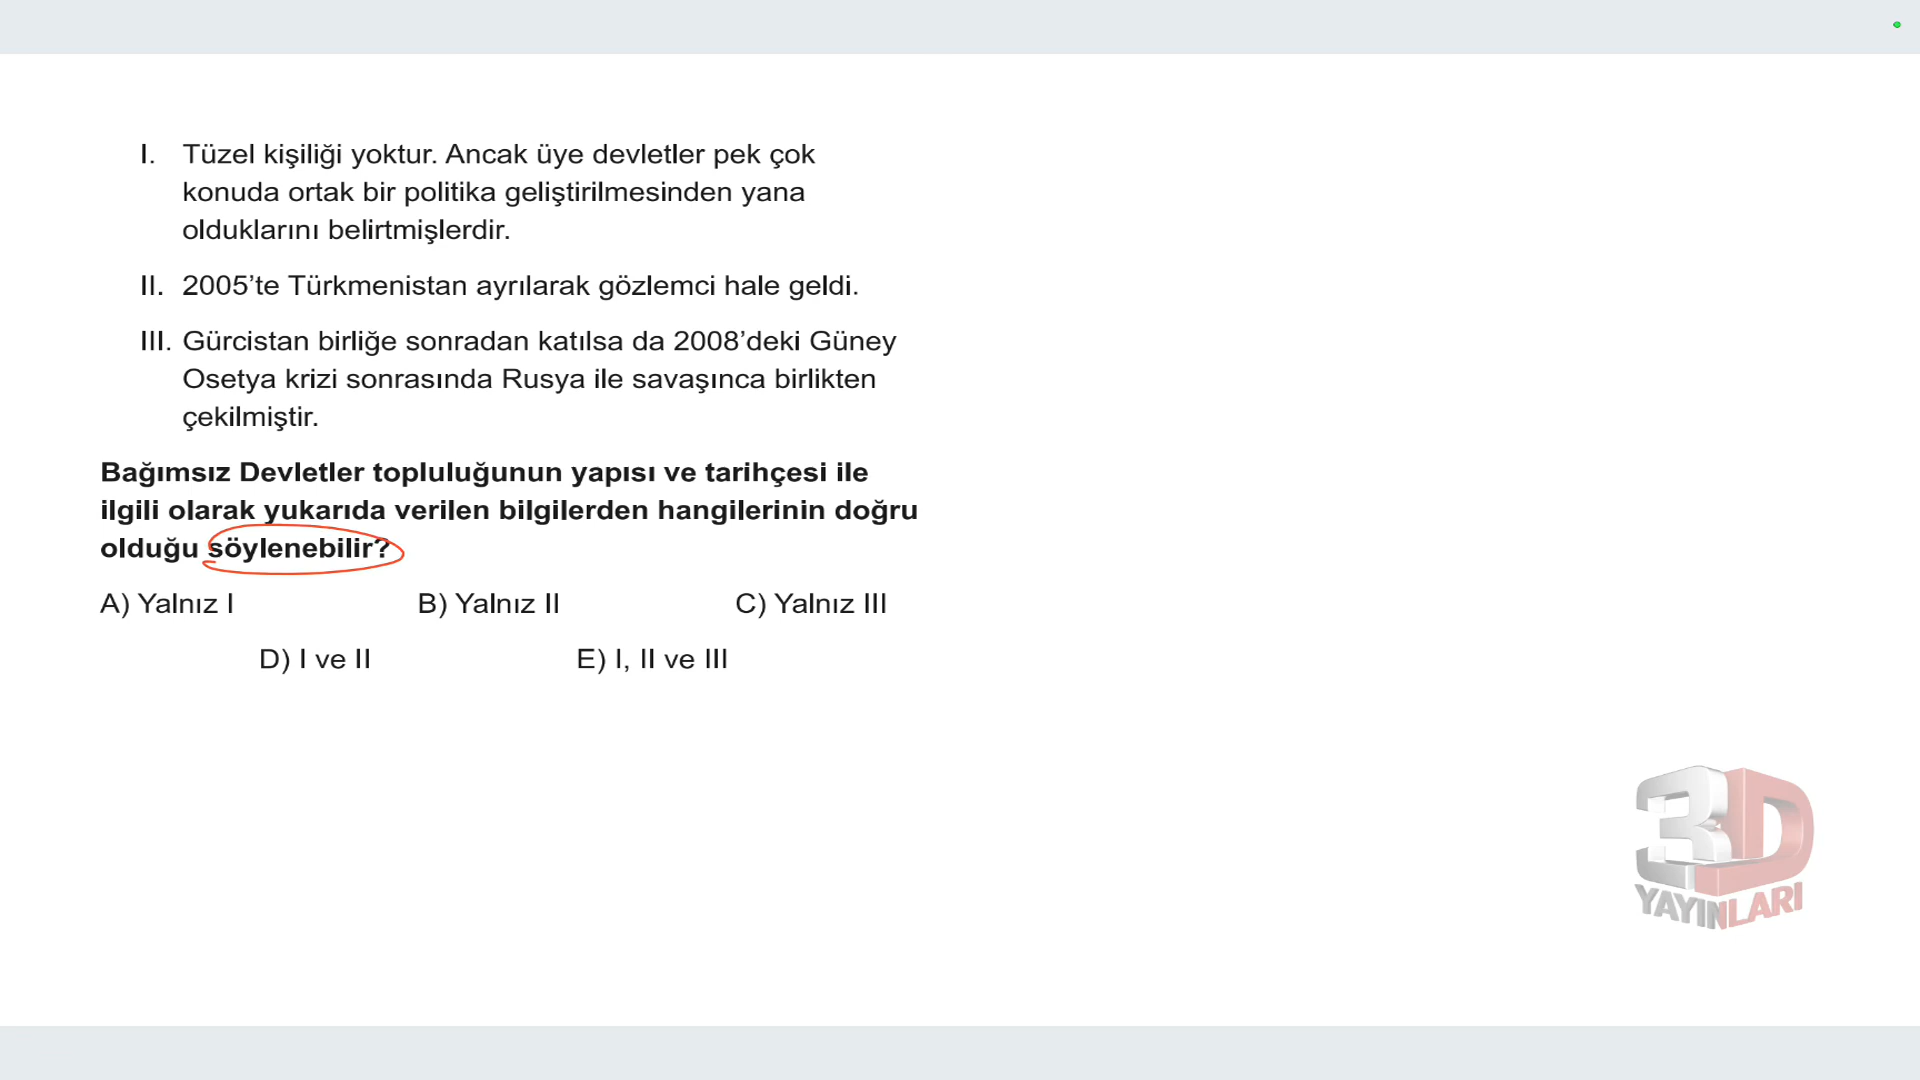 I. Tüzel kişiliği yoktur. Ancak üye devletler pek çok
konuda ortak bir politika geliştirilmesinden yana
olduklarını belirtmişlerdir.
II. 2005’te Türkmenistan ayrılarak gözlemci hale geldi.
III. Gürcistan birliğe sonradan katılsa da 2008’deki Güney
Osetya krizi sonrasında Rusya ile savaşınca birlikten
çekilmiştir.
Bağımsız Devletler topluluğunun yapısı ve tarihçesi ile
ilgili olarak yukarıda verilen bilgilerden hangilerinin doğru
olduğu söylenebilir?
A) Yalnız I B) Yalnız II C) Yalnız III
D) I ve II E) I, II ve III
3D
YAYINLARI